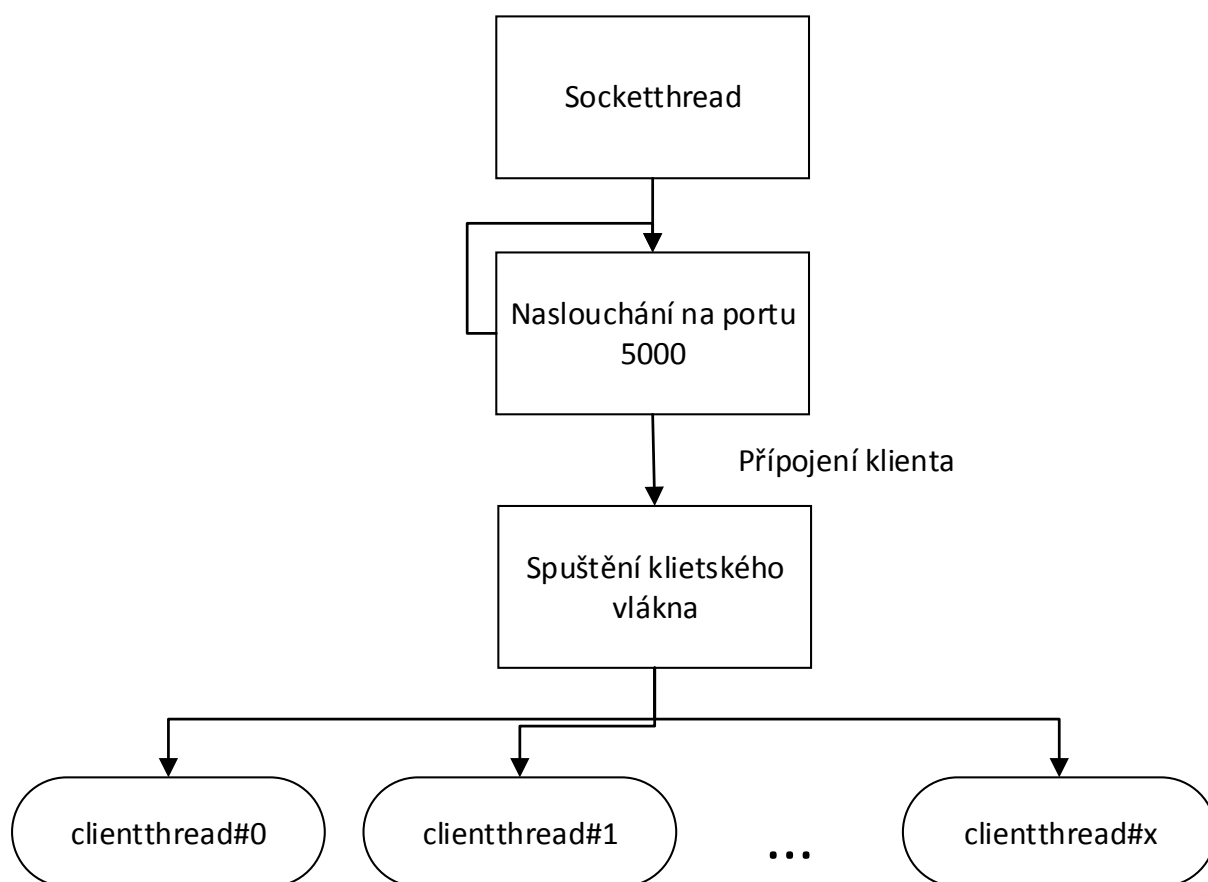 Socketthread
Naslouchání na portu
5000
Přípojení klienta
Spuštění klietského
vlákna
clientthread#0
clientthread#1
...
clientthread#x